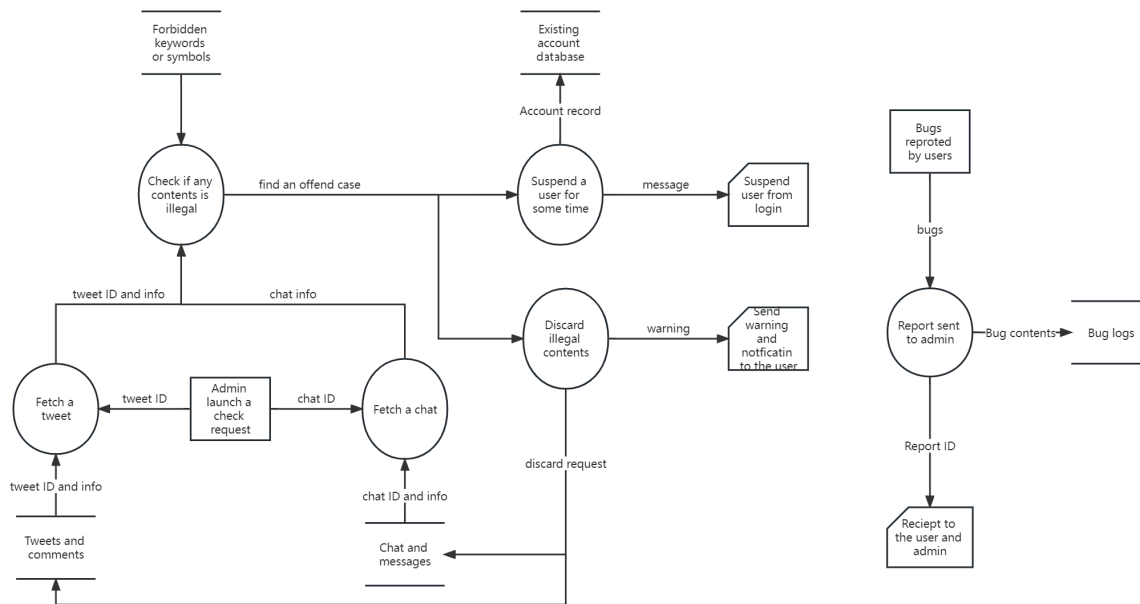 Forbidden
keywords
or symbols
Existing
account
database
Account record
Bugs
reproted
by users
Check if any
contents is
illegal
find an offend case
Suspend a
user for
some time
message
Suspend
user from
login
bugs
tweet ID and info
chat info
Discard
illegal
contents
warning
Send
warning
and
notficatin
to the user
Report sent
to admin
Bug contents
Bug logs
Fetch a
tweet
tweet ID
Admin
launch a
check
request
chat ID
Fetch a chat
discard request
Report ID
tweet ID and info
chat ID and info
Tweets and
comments
Chat and
messages
Reciept to
the user and
admin